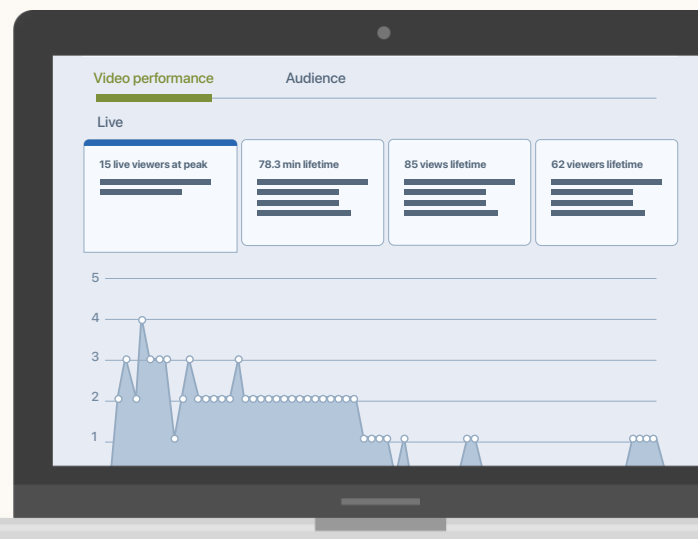 Video performance
Audience
Live
15 live viewers at peak
78.3 min lifetime
85 views lifetime
62 viewers lifetime
5
4
3
2
1